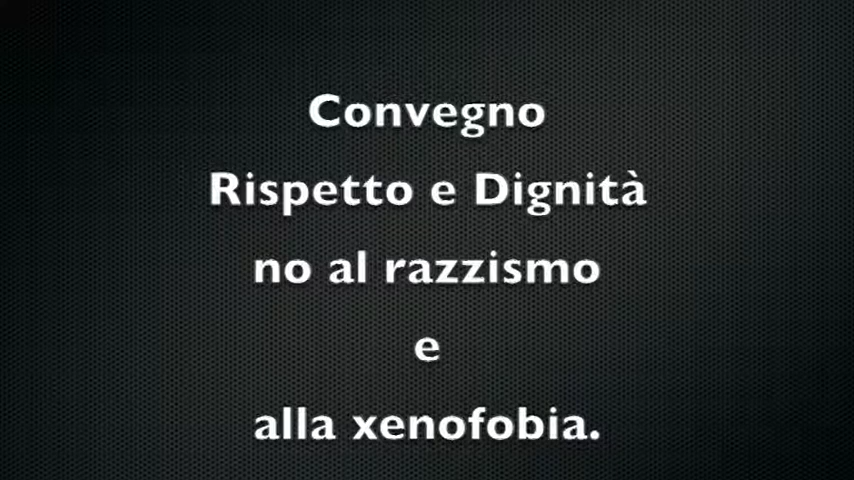 Convegno
Rispetto e Dignità
no al razzismo
e
alla xenofobia.